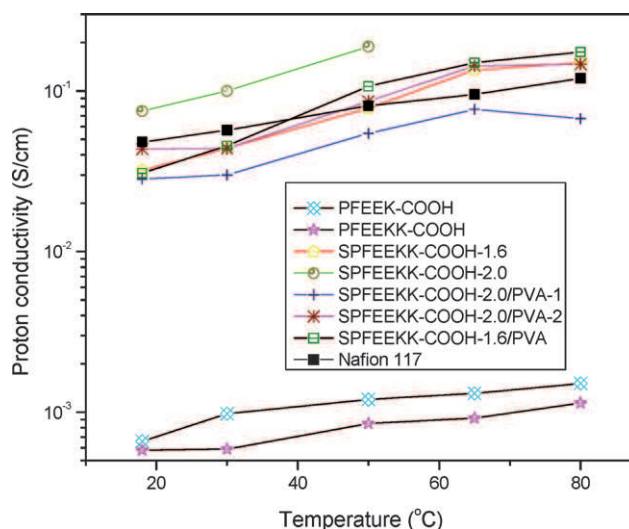 10⁻¹
10⁻²
10⁻³
Proton conductivity (S/cm)
PFEEK-COOH
PFEEKK-COOH
SPFEEKK-COOH-1.6
SPFEEKK-COOH-2.0
SPFEEKK-COOH-2.0/PVA-1
SPFEEKK-COOH-2.0/PVA-2
SPFEEKK-COOH-1.6/PVA
Nafion 117
20 40 60 80
Temperature (°C)